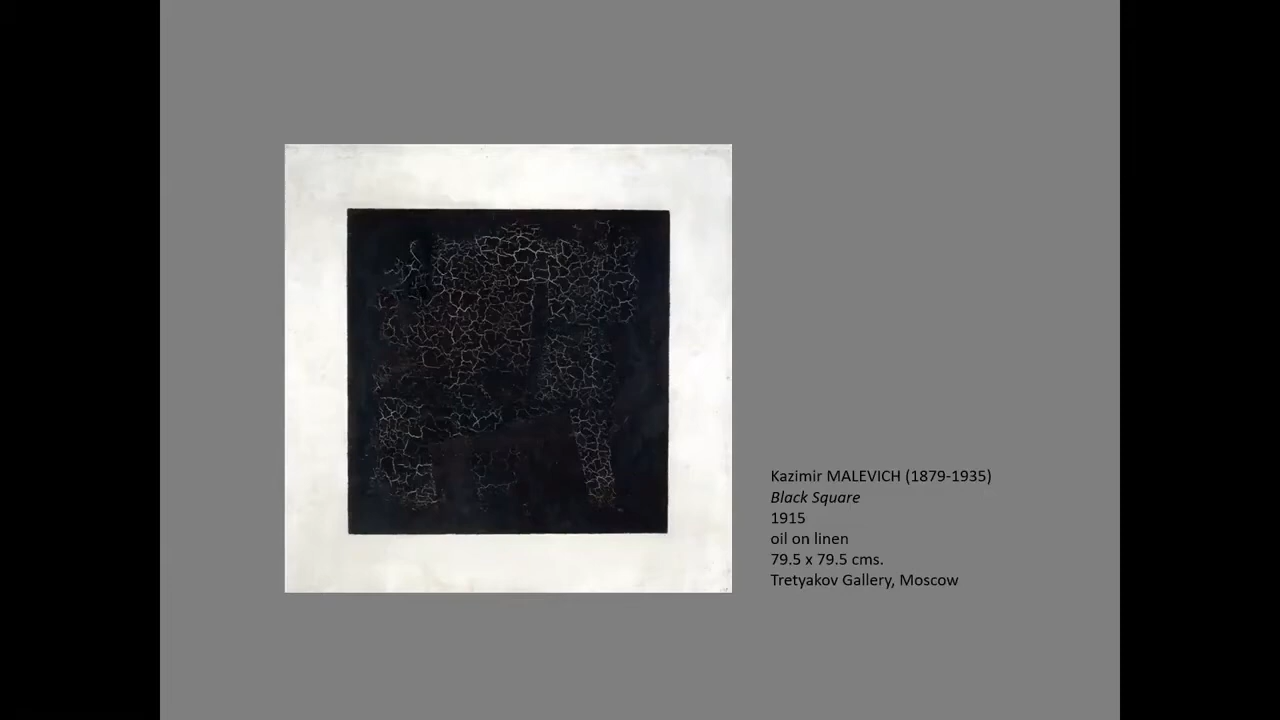 Kazimir MALEVICH (1879-1935)
Black Square
1915
oil on linen
79.5 x 79.5 cms.
Tretyakov Gallery, Moscow